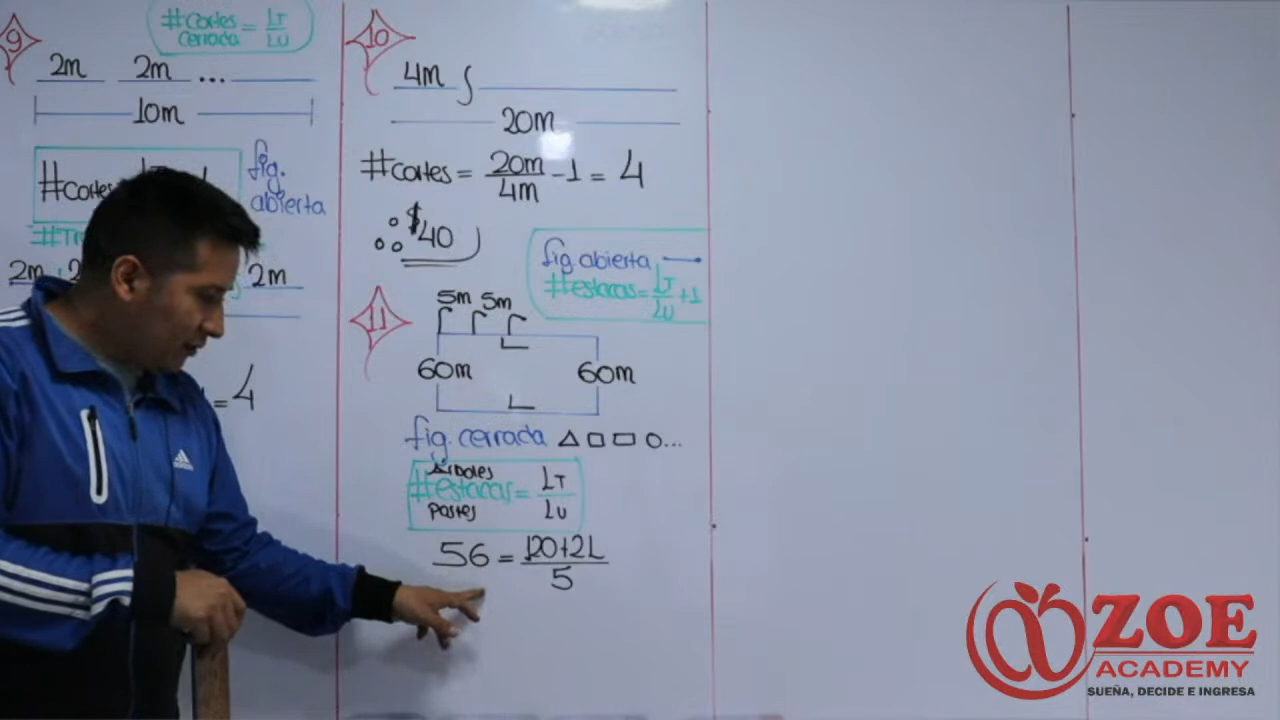 9
#cortes = LT/LU
cerrada
2m 2m ...
10m
#cortes
fig.
abierta
2m 2m
= 4
10
4m
20m
#cortes = 20m/4m - 1 = 4
$40
fig. abierta
#estacas = LT/LU + 1
11
5m 5m
60m 60m
L
L
fig. cerrada △ □ ▭ ○...
Árboles
#estacas = LT/LU
Postes
56 = 120+2L/5
ZOE
ACADEMY
SUEÑA, DECIDE E INGRESA